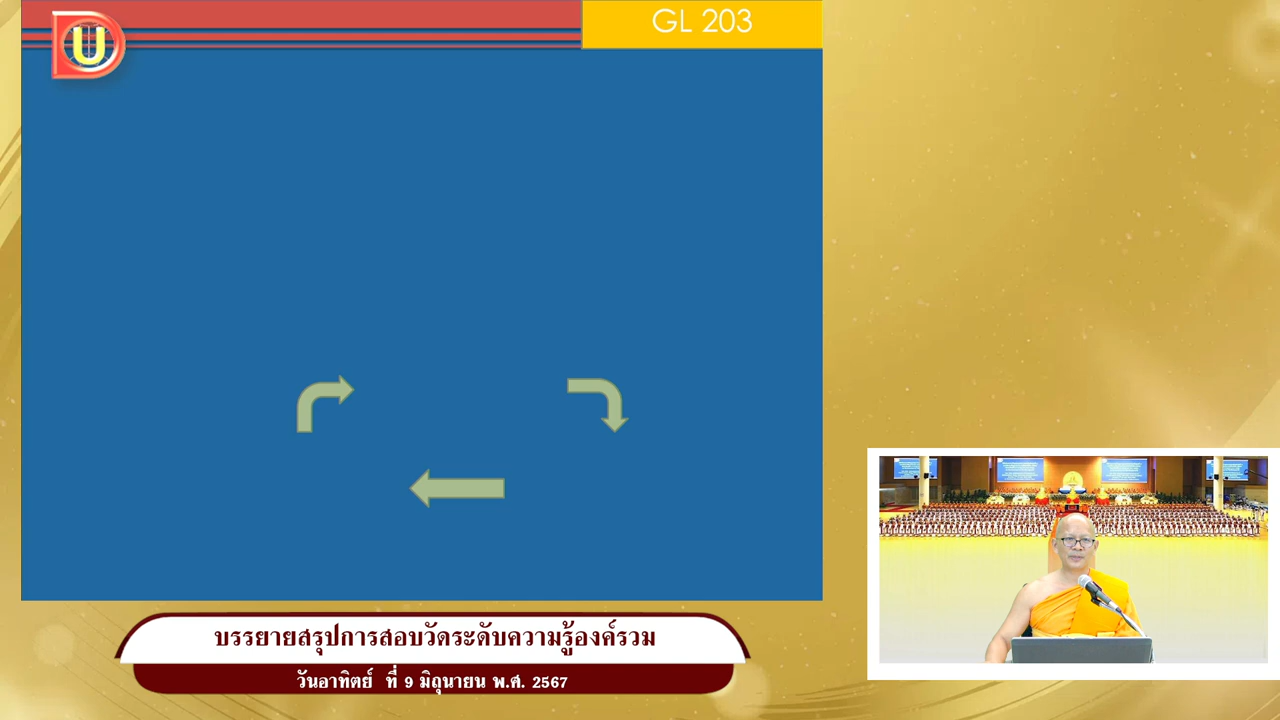 GL 203
U
บรรยายสรุปการสอบวัดระดับความรู้องค์รวม
วันอาทิตย์ ที่ 9 มิถุนายน พ.ศ. 2567